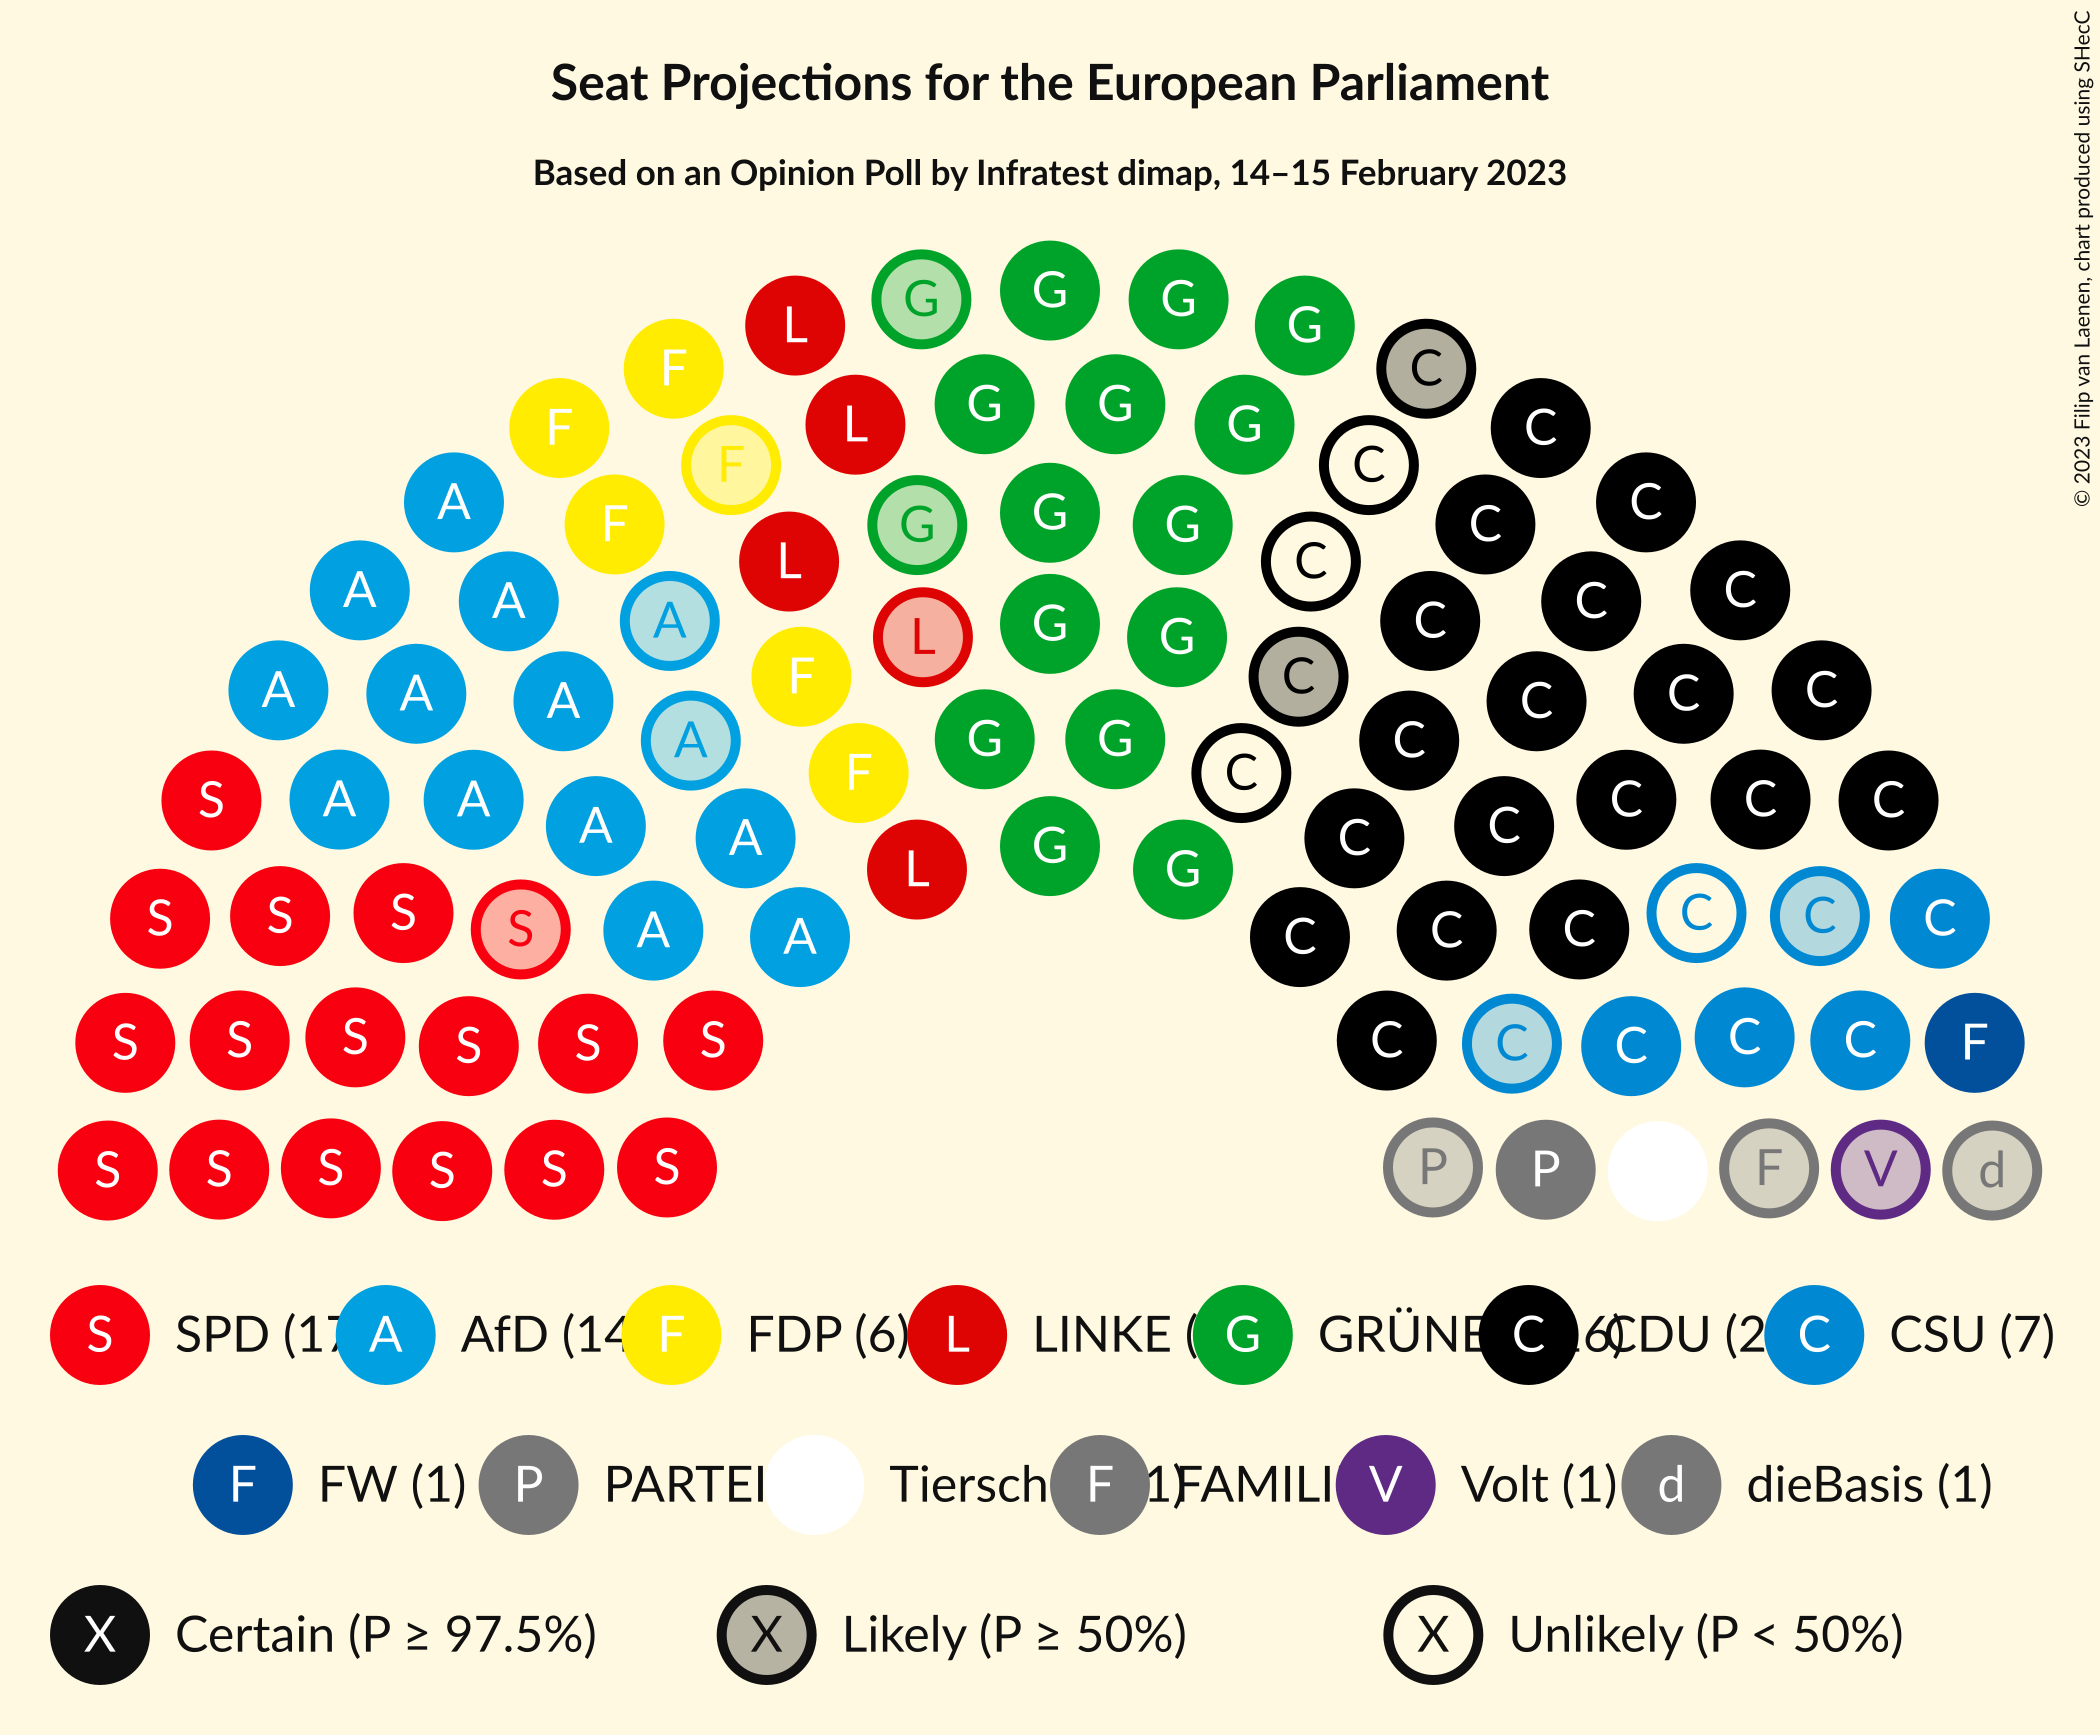 Seat Projections for the European Parliament
Based on an Opinion Poll by Infratest dimap, 14–15 February 2023
© 2023 Filip van Laenen, chart produced using SHecC
G G G
L G
F C
F L G G G C
A F C C
A F L G G G C C C
A A A C C C
A A F L G G C C C C
S A A A F G G C C C C C
A A A L G G C C C C
S S S S A A C C C C C C
S S S S S S C C C C C F
S S S S S S P P F V d
S SPD (17 A AfD (14 F FDP (6) L LINKE ( G GRÜNE C 6) CDU (2 C CSU (7)
F FW (1) P PARTEI Tiersch F 1) FAMILI V Volt (1) d dieBasis (1)
X Certain (P ≥ 97.5%) X Likely (P ≥ 50%) X Unlikely (P < 50%)